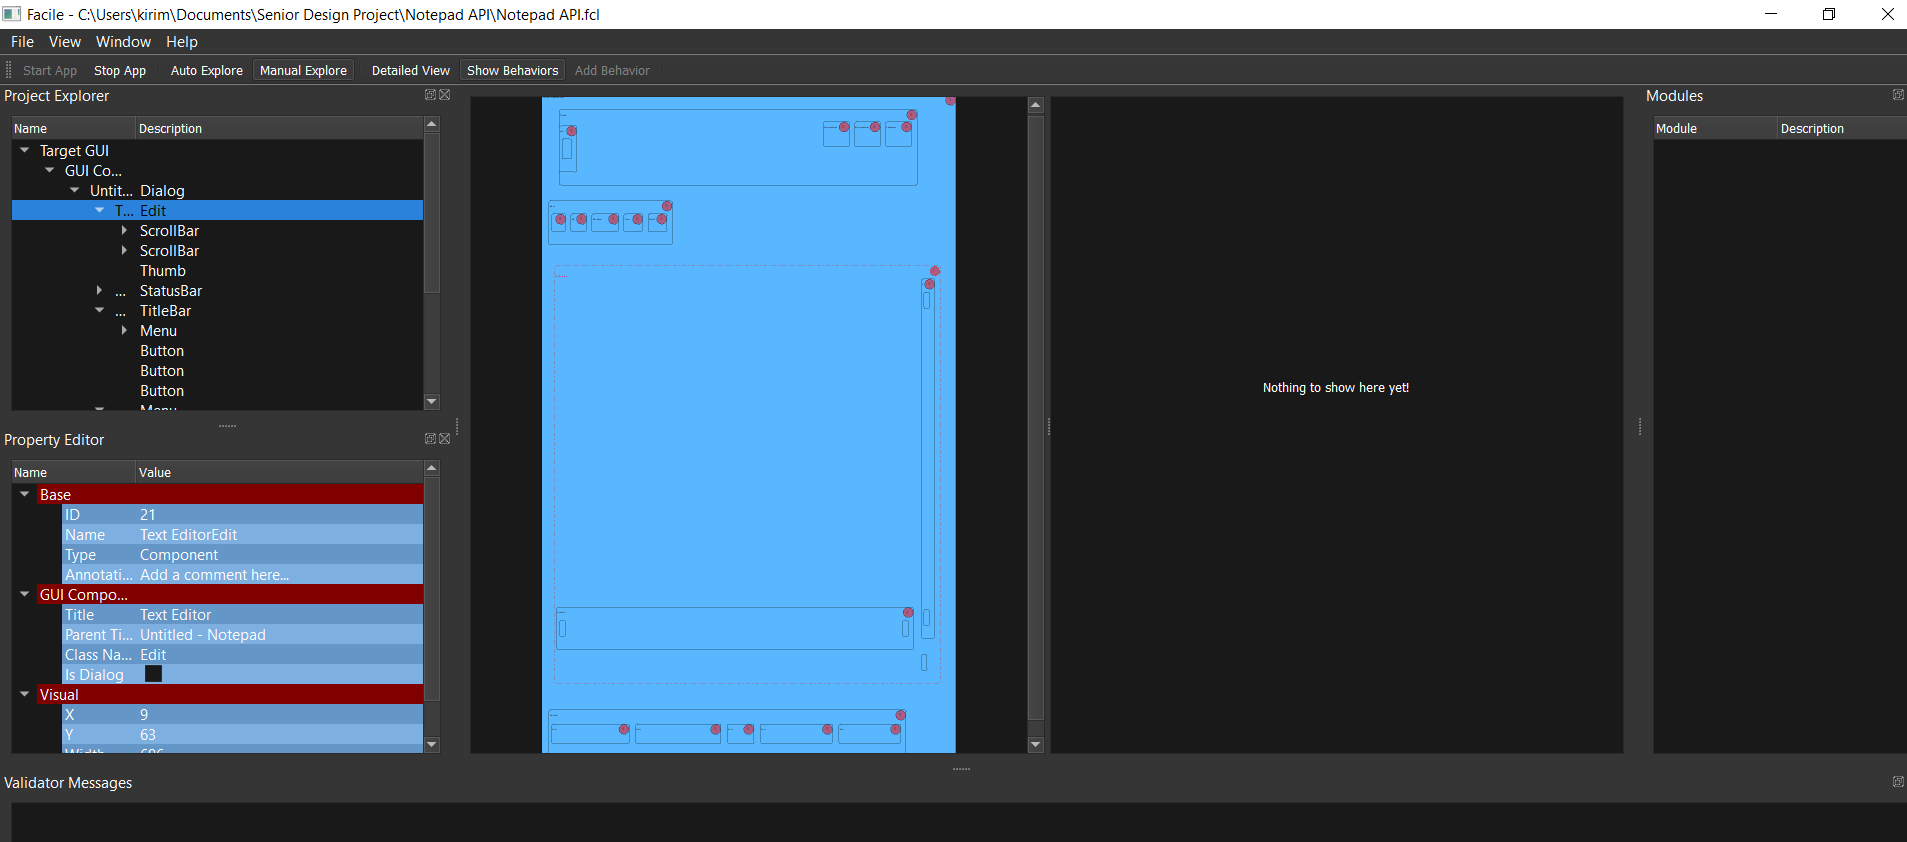 Facile - C:\Users\kirim\Documents\Senior Design Project\Notepad API\Notepad API.fcl
File View Window Help
Start App Stop App Auto Explore Manual Explore Detailed View Show Behaviors Add Behavior
Project Explorer
Name Description
Target GUI
GUI Co...
Untit... Dialog
T... Edit
ScrollBar
ScrollBar
Thumb
... StatusBar
... TitleBar
Menu
Button
Button
Button
Menu
Property Editor
Name Value
Base
ID 21
Name Text EditorEdit
Type Component
Annotati... Add a comment here...
GUI Compo...
Title Text Editor
Parent Ti... Untitled - Notepad
Class Na... Edit
Is Dialog
Visual
X 9
Y 63
Width 696
Nothing to show here yet!
Modules
Module Description
Validator Messages